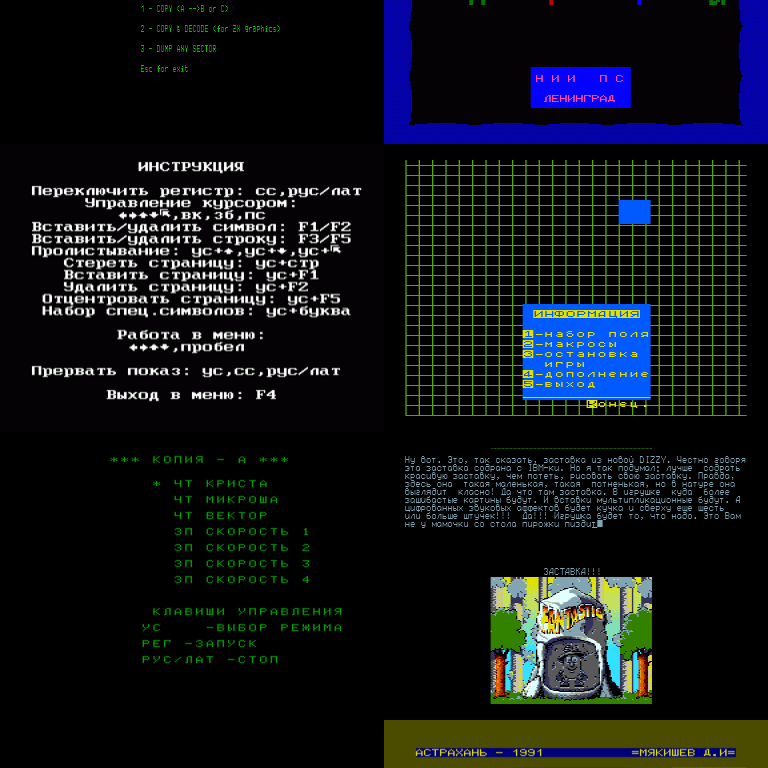 1 - COPY (A -->B or C)
2 - COPY & DECODE (for ZX graphics)
3 - DUMP ANY SECTOR
Esc for exit
НИИ ПС
ЛЕНИНГРАД
ИНСТРУКЦИЯ
Переключить регистр: сс,рус/лат
Управление курсором:
,вк,зб,пс
Вставить/удалить символ: F1/F2
Вставить/удалить строку: F3/F5
Пролистывание: ус+,ус+,ус+
Стереть страницу: ус+стр
Вставить страницу: ус+F1
Удалить страницу: ус+F2
Отцентровать страницу: ус+F5
Набор спец.символов: ус+буква
Работа в меню:
,пробел
Прервать показ: ус,сс,рус/лат
Выход в меню: F4
ИНФОРМАЦИЯ
1-набор поля
2-макросы
3-остановка
игры
4-дополнение
5-выход
Конец.
*** КОПИЯ - А ***
* ЧТ КРИСТА
ЧТ МИКРОША
ЧТ ВЕКТОР
ЗП СКОРОСТЬ 1
ЗП СКОРОСТЬ 2
ЗП СКОРОСТЬ 3
ЗП СКОРОСТЬ 4
КЛАВИШИ УПРАВЛЕНИЯ
УС -ВЫБОР РЕЖИМА
РЕГ -ЗАПУСК
РУС/ЛАТ -СТОП
Ну вот. Это, так сказать, заставка из новой DIZZY. Честно говоря
эта заставка содрана с IBM-ки. Но я так подумал: лучше содрать
красивую заставку, чем потеть, рисовать свою заставку. Правда,
здесь она такая маленькая, такая потненькая, но в натуре она
выглядит классно! Да что там заставка. В игрушке куда более
зашибатые картины будут. И вставки мультипликационные будут. А
цифрованных звуковых аффектов будет кучка и сверху еще шесть
или больше штучек!!! Да!!! Игрушка будет то, что надо. Это Вам
не у мамочки со стола пирожки пиздит
ЗАСТАВКА!!!
FANTASTIC
АСТРАХАНЬ - 1991 =МЯКИШЕВ Д.И=